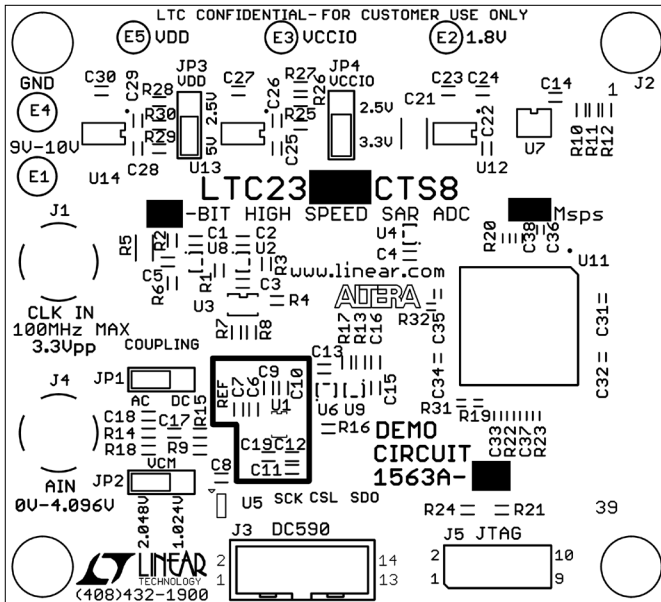 LTC CONFIDENTIAL-FOR CUSTOMER USE ONLY
E5 VDD
E3 VCCIO
E2 1.8V
GND
C30
C29
R28
JP3
VDD
C27
C26
R27
R26
JP4
VCCIO
C23 C24
C14
1
J2
E4
R30
R29
2.5V
5V
R25
2.5V
3.3V
C21
C22
R10
R11
R12
9V-10V
C28
C25
U7
E1
U14
U13
U12
LTC23 CTS8
J1
-BIT HIGH SPEED SAR ADC
Msps
R5
R2
C1
U8
C2
U2
U4
R20
C38
C36
C5
R1
R3
C4
U11
R6
www.linear.com
C3
U3
R4
ALTERA
R32
C35
C31
CLK IN
100MHz MAX
3.3Vpp
R7
R8
R17
R13
C16
COUPLING
C13
C34
C32
J4
JP1
REF
C7
C6
C9
C10
C15
AC DC
U1
U6 U9
R31
R19
C18
R14
R18
C17
R15
R9
R16
DEMO
CIRCUIT
1563A-
C33
R22
C37
R23
VCM
C19 C12
C11
AIN
0V-4.096V
JP2
C8
2.048V
1.024V
U5
SCK CSL SDO
R24
R21
39
J3 DC590
J5 JTAG
2 14
1 13
2 10
1 9
LT LINEAR
TECHNOLOGY
(408)432-1900